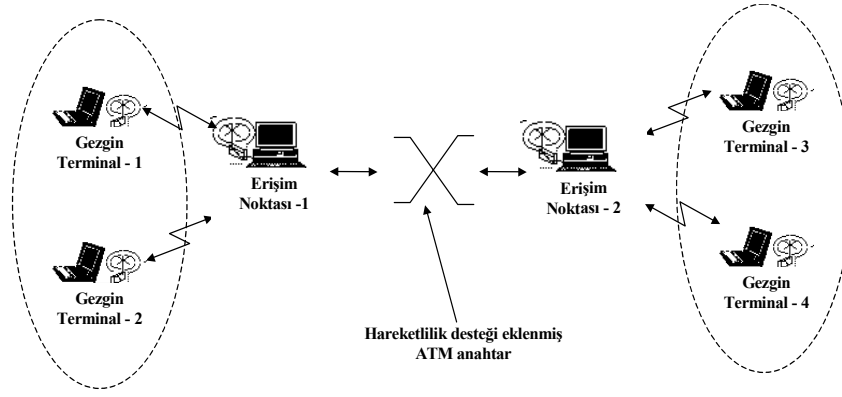 Gezgin
Terminal - 1
Erişim
Noktası -1
Gezgin
Terminal - 2
Erişim
Noktası - 2
Gezgin
Terminal - 3
Gezgin
Terminal - 4
Hareketlilik desteği eklenmiş
ATM anahtar